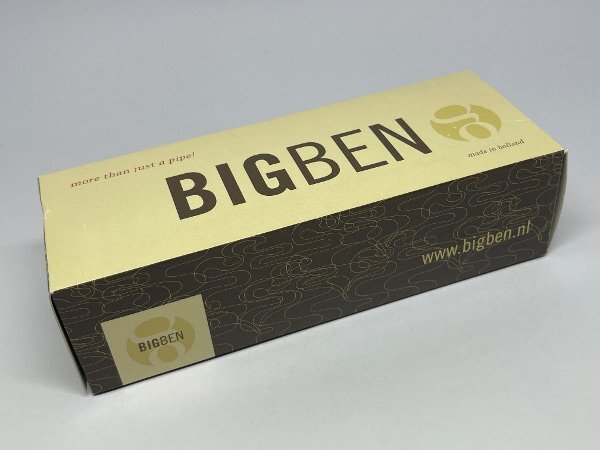 more than just a pipe!
BIGBEN
made in holland
www.bigben.nl
BIGBEN